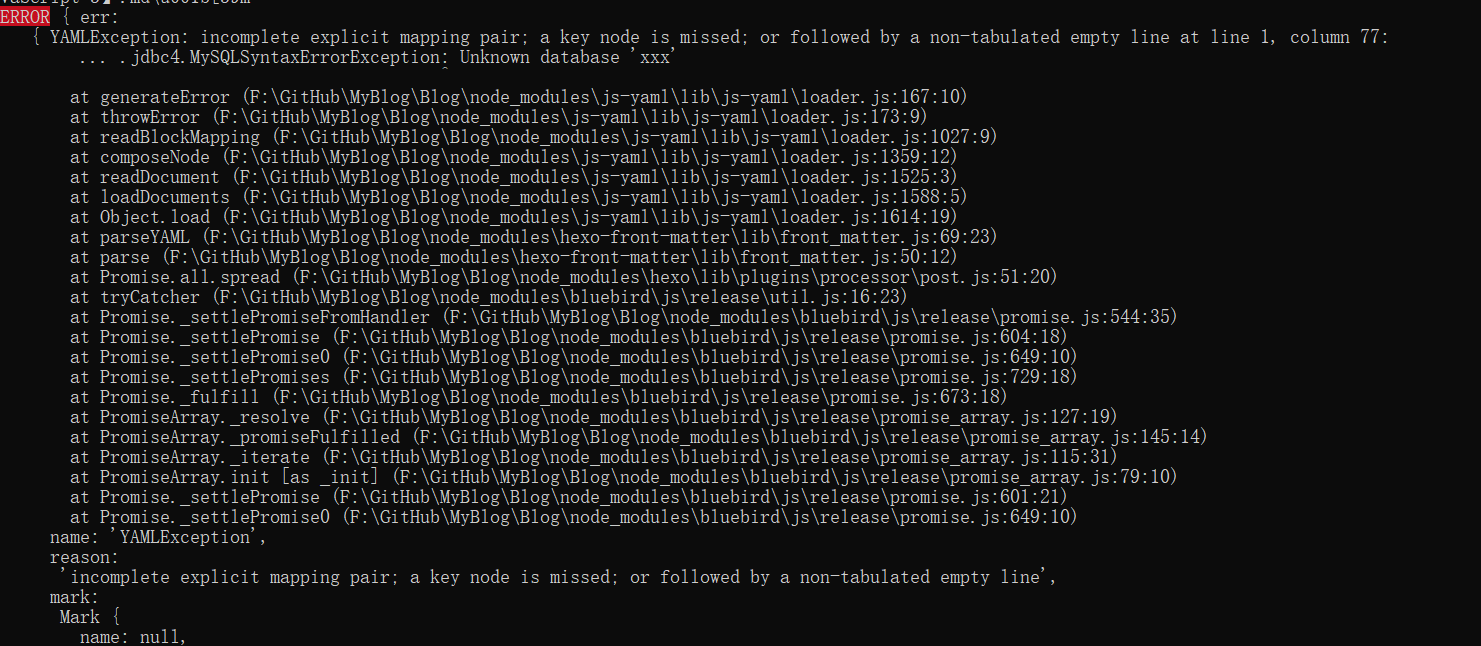 ERROR { err:
{ YAMLException: incomplete explicit mapping pair; a key node is missed; or followed by a non-tabulated empty line at line 1, column 77:
... .jdbc4.MySQLSyntaxErrorException: Unknown database 'xxx'
^
at generateError (F:\GitHub\MyBlog\Blog\node_modules\js-yaml\lib\js-yaml\loader.js:167:10)
at throwError (F:\GitHub\MyBlog\Blog\node_modules\js-yaml\lib\js-yaml\loader.js:173:9)
at readBlockMapping (F:\GitHub\MyBlog\Blog\node_modules\js-yaml\lib\js-yaml\loader.js:1027:9)
at composeNode (F:\GitHub\MyBlog\Blog\node_modules\js-yaml\lib\js-yaml\loader.js:1359:12)
at readDocument (F:\GitHub\MyBlog\Blog\node_modules\js-yaml\lib\js-yaml\loader.js:1525:3)
at loadDocuments (F:\GitHub\MyBlog\Blog\node_modules\js-yaml\lib\js-yaml\loader.js:1588:5)
at Object.load (F:\GitHub\MyBlog\Blog\node_modules\js-yaml\lib\js-yaml\loader.js:1614:19)
at parseYAML (F:\GitHub\MyBlog\Blog\node_modules\hexo-front-matter\lib\front_matter.js:69:23)
at parse (F:\GitHub\MyBlog\Blog\node_modules\hexo-front-matter\lib\front_matter.js:50:12)
at Promise.all.spread (F:\GitHub\MyBlog\Blog\node_modules\hexo\lib\plugins\processor\post.js:51:20)
at tryCatcher (F:\GitHub\MyBlog\Blog\node_modules\bluebird\js\release\util.js:16:23)
at Promise._settlePromiseFromHandler (F:\GitHub\MyBlog\Blog\node_modules\bluebird\js\release\promise.js:544:35)
at Promise._settlePromise (F:\GitHub\MyBlog\Blog\node_modules\bluebird\js\release\promise.js:604:18)
at Promise._settlePromise0 (F:\GitHub\MyBlog\Blog\node_modules\bluebird\js\release\promise.js:649:10)
at Promise._settlePromises (F:\GitHub\MyBlog\Blog\node_modules\bluebird\js\release\promise.js:729:18)
at Promise._fulfill (F:\GitHub\MyBlog\Blog\node_modules\bluebird\js\release\promise.js:673:18)
at PromiseArray._resolve (F:\GitHub\MyBlog\Blog\node_modules\bluebird\js\release\promise_array.js:127:19)
at PromiseArray._promiseFulfilled (F:\GitHub\MyBlog\Blog\node_modules\bluebird\js\release\promise_array.js:145:14)
at PromiseArray._iterate (F:\GitHub\MyBlog\Blog\node_modules\bluebird\js\release\promise_array.js:115:31)
at PromiseArray.init [as _init] (F:\GitHub\MyBlog\Blog\node_modules\bluebird\js\release\promise_array.js:79:10)
at Promise._settlePromise (F:\GitHub\MyBlog\Blog\node_modules\bluebird\js\release\promise.js:601:21)
at Promise._settlePromise0 (F:\GitHub\MyBlog\Blog\node_modules\bluebird\js\release\promise.js:649:10)
name: 'YAMLException',
reason:
'incomplete explicit mapping pair; a key node is missed; or followed by a non-tabulated empty line',
mark:
Mark {
name: null,